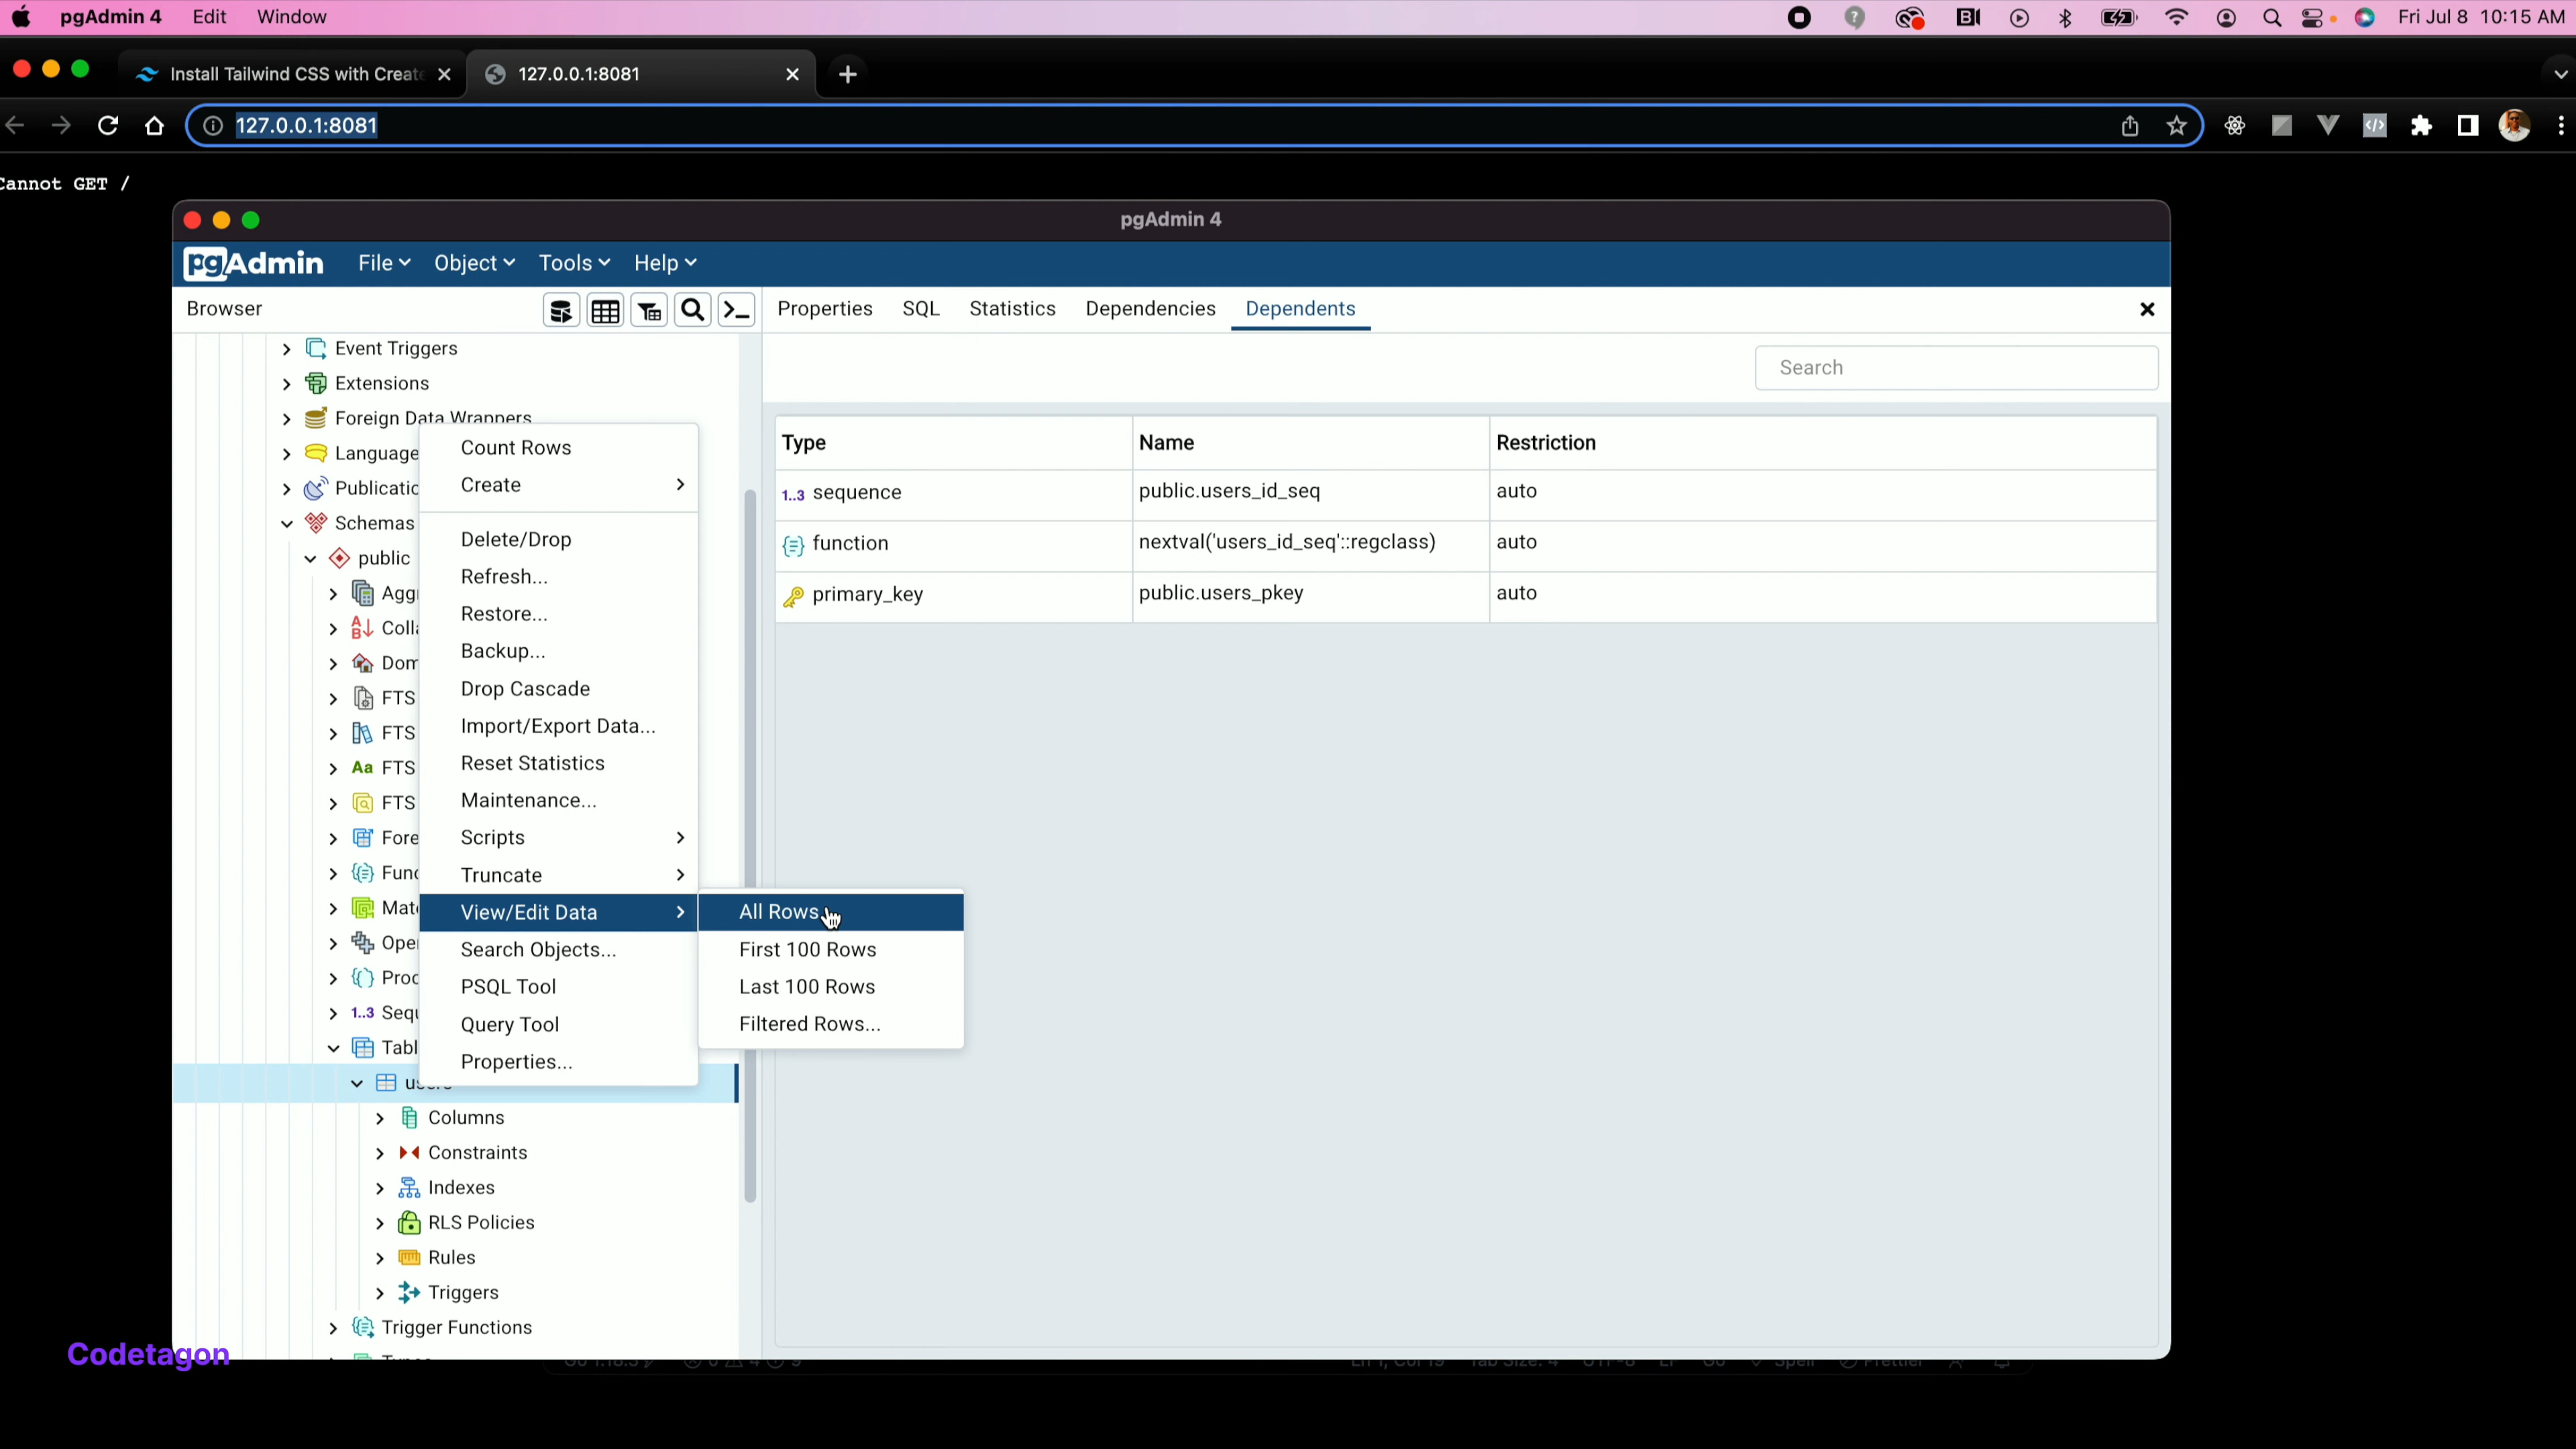 pgAdmin 4 Edit Window
Fri Jul 8 10:15 AM
Install Tailwind CSS with Create
127.0.0.1:8081
127.0.0.1:8081
Cannot GET /
pgAdmin 4
pgAdmin File Object Tools Help
Browser
Properties SQL Statistics Dependencies Dependents
Search
Event Triggers
Extensions
Foreign Data Wrappers
Language
Publicatio
Schemas
public
Agg
Coll
Dom
FTS
FTS
FTS
FTS
Fore
Func
Mate
Oper
Proc
1..3 Sequ
Tabl
users
Columns
Constraints
Indexes
RLS Policies
Rules
Triggers
Trigger Functions
Count Rows
Create
Delete/Drop
Refresh...
Restore...
Backup...
Drop Cascade
Import/Export Data...
Reset Statistics
Maintenance...
Scripts
Truncate
View/Edit Data
Search Objects...
PSQL Tool
Query Tool
Properties...
All Rows
First 100 Rows
Last 100 Rows
Filtered Rows...
Type Name Restriction
1..3 sequence public.users_id_seq auto
function nextval('users_id_seq'::regclass) auto
primary_key public.users_pkey auto
Codetagon